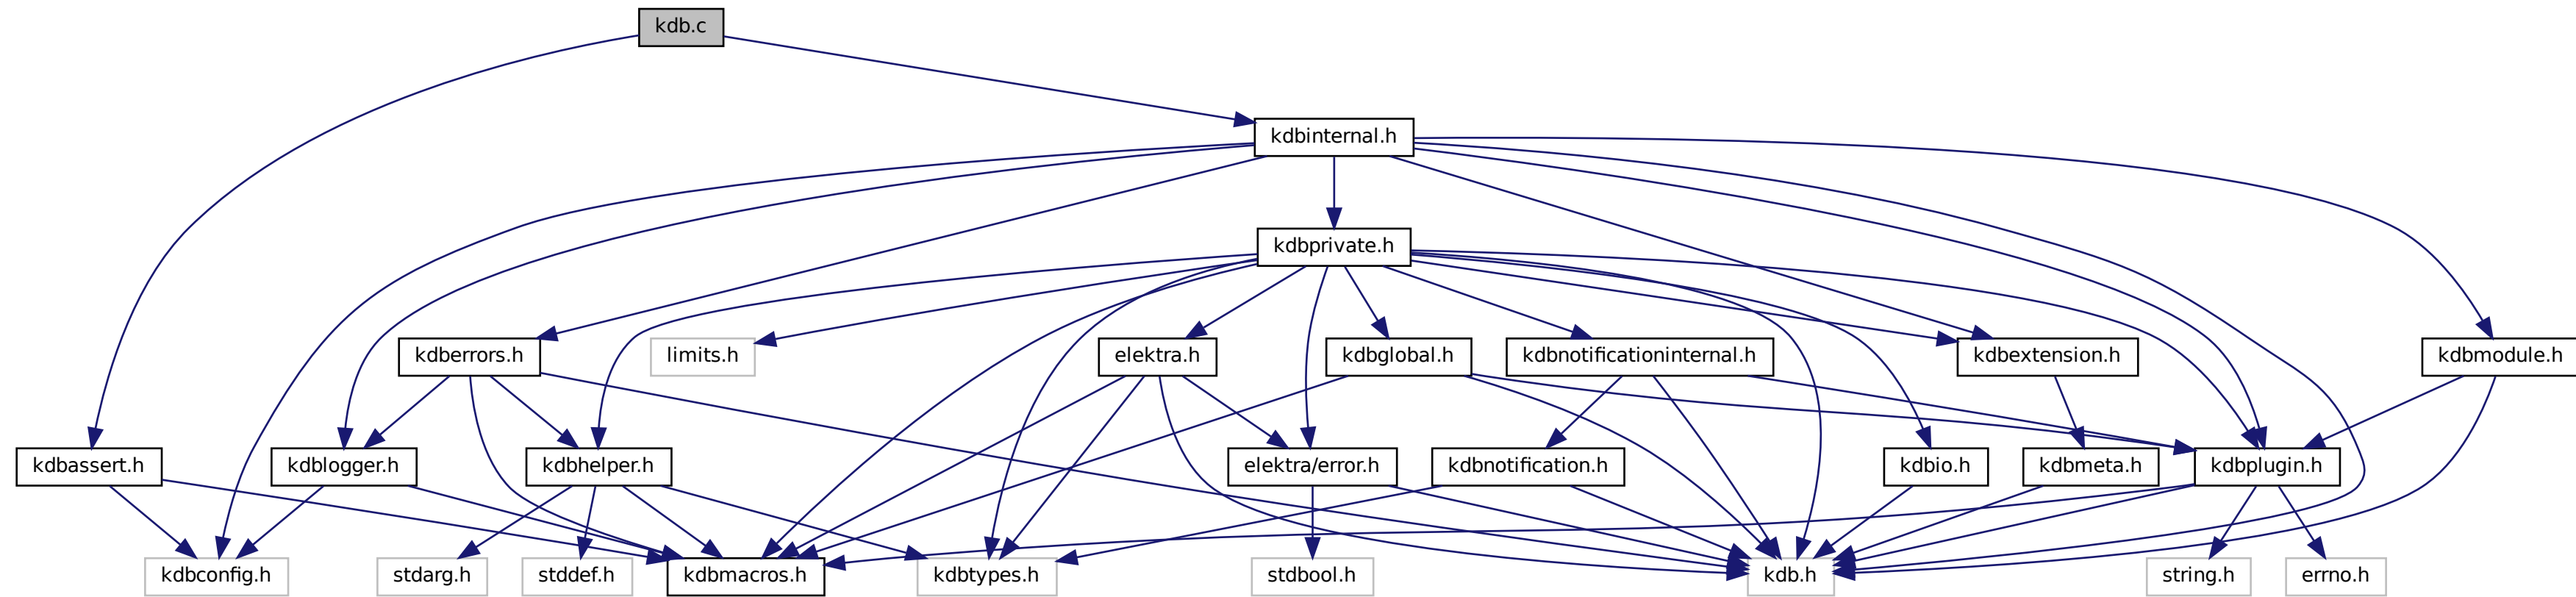 kdb.c
kdbinternal.h
kdbprivate.h
kdberrors.h
limits.h
elektra.h
kdbglobal.h
kdbnotificationinternal.h
kdbextension.h
kdbmodule.h
kdbassert.h
kdblogger.h
kdbhelper.h
elektra/error.h
kdbnotification.h
kdbio.h
kdbmeta.h
kdbplugin.h
kdbconfig.h
stdarg.h
stddef.h
kdbmacros.h
kdbtypes.h
stdbool.h
kdb.h
string.h
errno.h